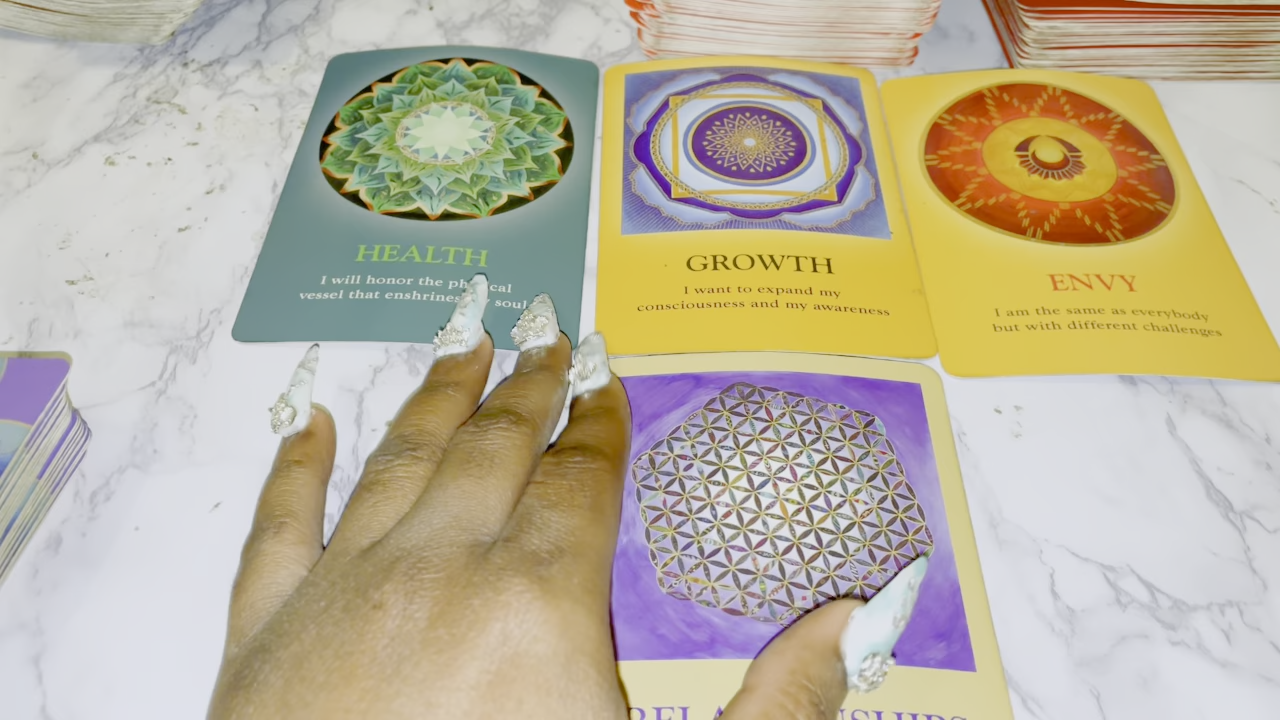 HEALTH
I will honor the physical
vessel that enshrines my soul
GROWTH
I want to expand my
consciousness and my awareness
ENVY
I am the same as everybody
but with different challenges